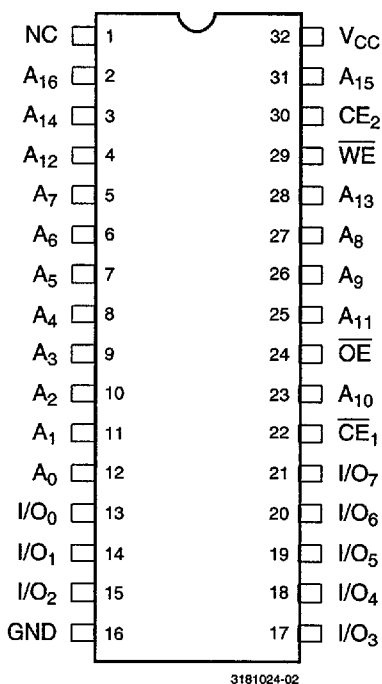 NC 1 32 VCC
A16 2 31 A15
A14 3 30 CE2
A12 4 29 W̅E̅
A7 5 28 A13
A6 6 27 A8
A5 7 26 A9
A4 8 25 A11
A3 9 24 O̅E̅
A2 10 23 A10
A1 11 22 C̅E̅1
A0 12 21 I/O7
I/O0 13 20 I/O6
I/O1 14 19 I/O5
I/O2 15 18 I/O4
GND 16 17 I/O3
3181024-02